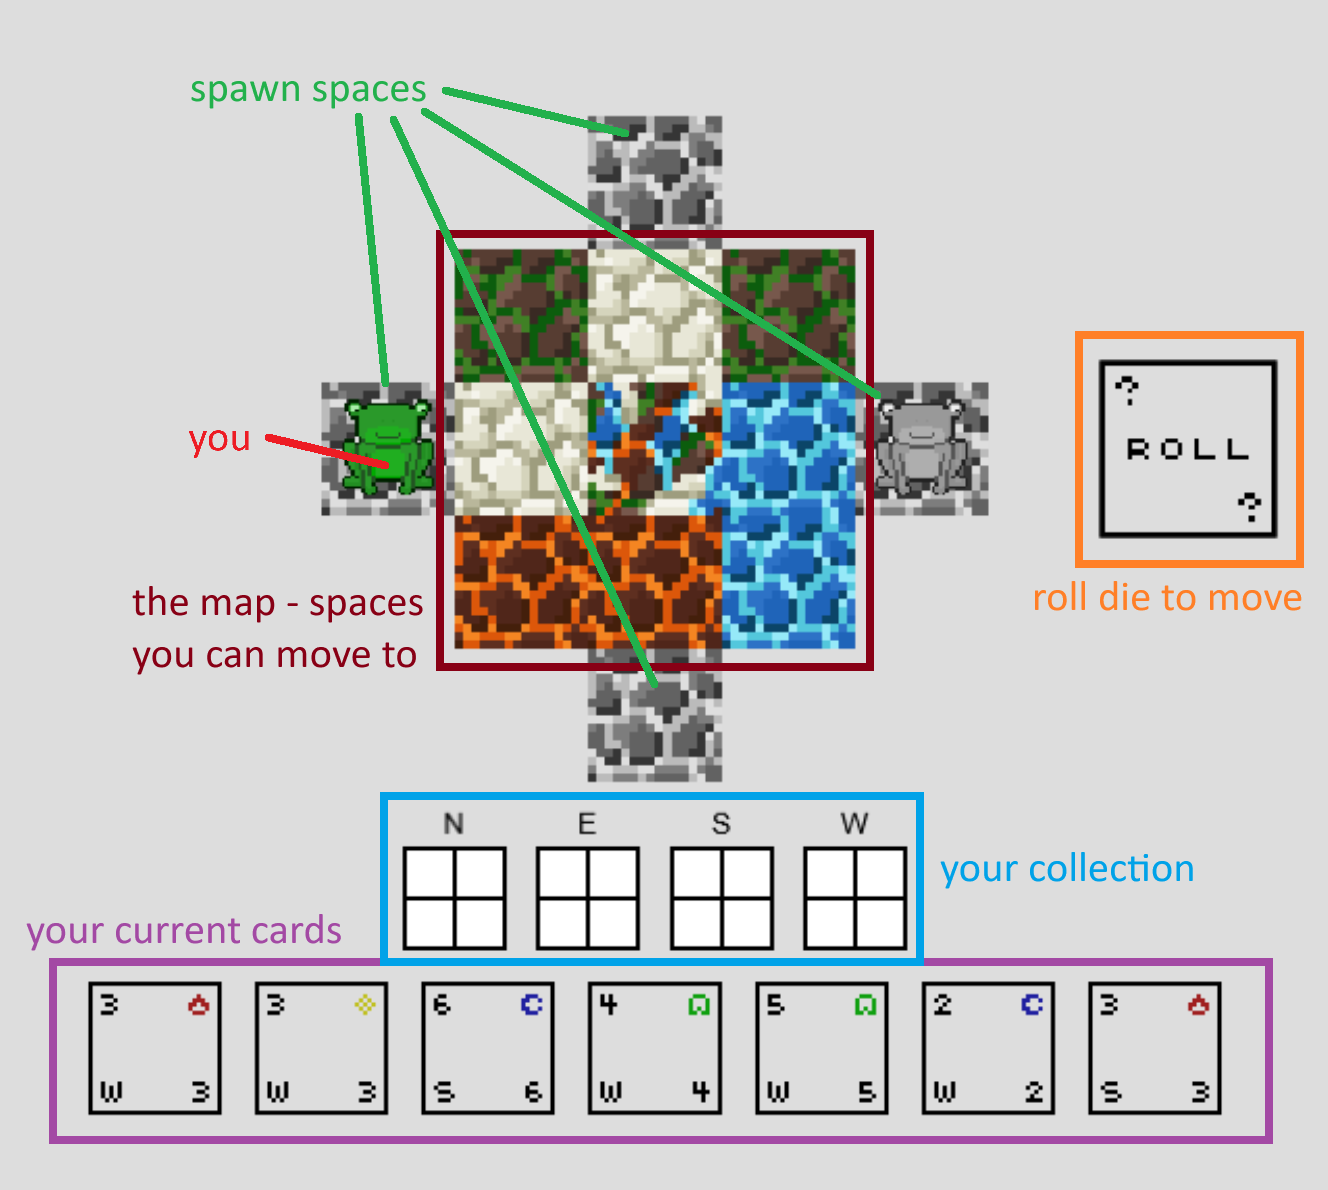 spawn spaces
you
?
ROLL
?
roll die to move
the map - spaces
you can move to
N E S W
your collection
your current cards
3 3 6 4 5 2 3
W 3 W 3 S 6 W 4 W 5 W 2 S 3